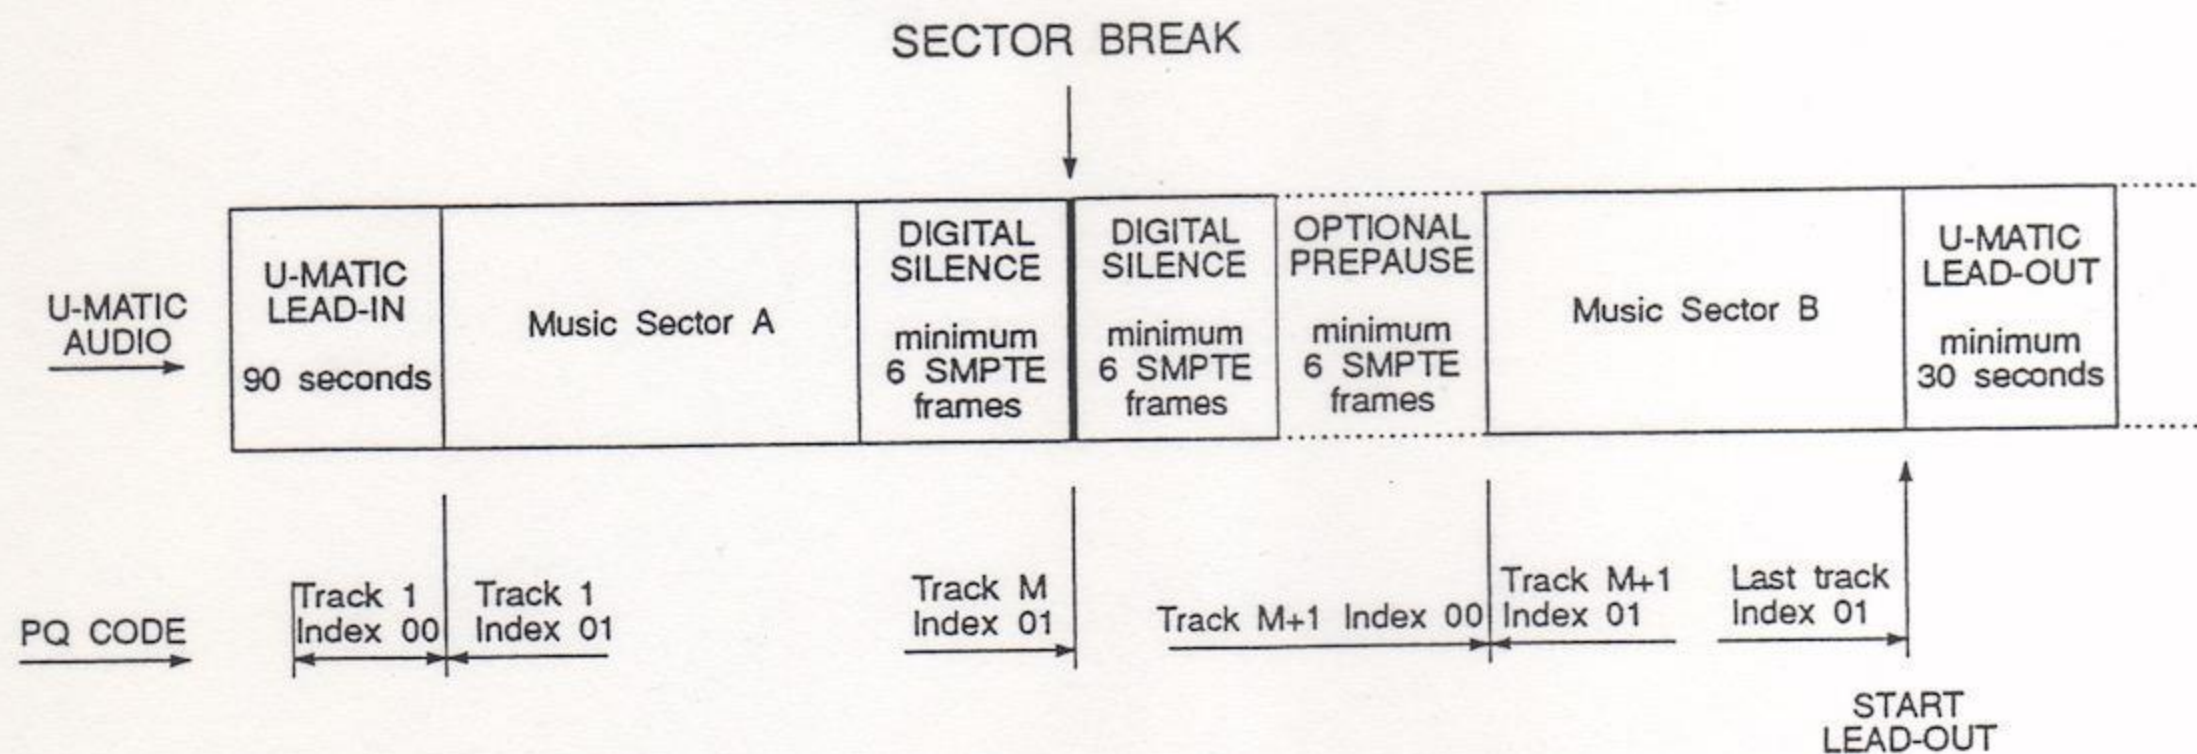 SECTOR BREAK
U-MATIC
AUDIO
U-MATIC
LEAD-IN
90 seconds
Music Sector A
DIGITAL
SILENCE
minimum
6 SMPTE
frames
DIGITAL
SILENCE
minimum
6 SMPTE
frames
OPTIONAL
PREPAUSE
minimum
6 SMPTE
frames
Music Sector B
U-MATIC
LEAD-OUT
minimum
30 seconds
PQ CODE
Track 1
Index 00
Track 1
Index 01
Track M
Index 01
Track M+1 Index 00
Track M+1
Index 01
Last track
Index 01
START
LEAD-OUT